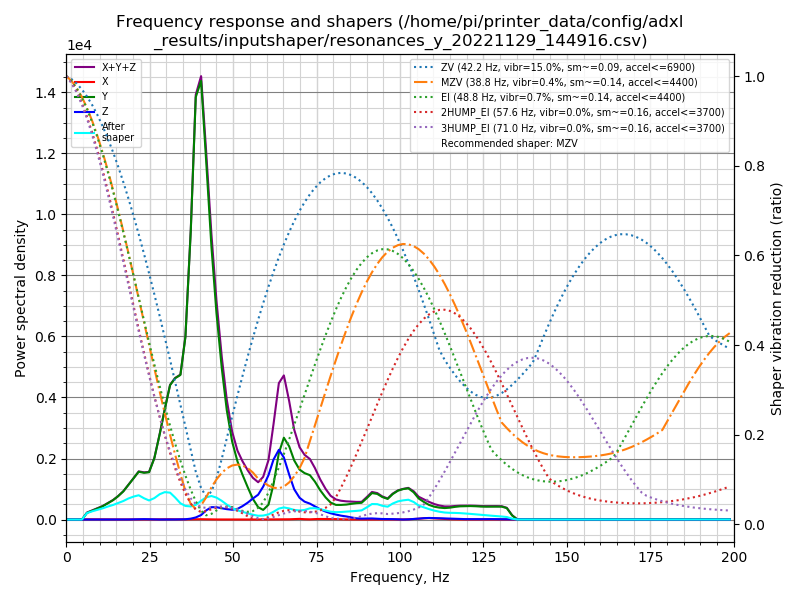 Frequency response and shapers (/home/pi/printer_data/config/adxl
_results/inputshaper/resonances_y_20221129_144916.csv)
1e4
X+Y+Z
X
Y
Z
After
shaper
ZV (42.2 Hz, vibr=15.0%, sm~=0.09, accel<=6900)
MZV (38.8 Hz, vibr=0.4%, sm~=0.14, accel<=4400)
EI (48.8 Hz, vibr=0.7%, sm~=0.14, accel<=4400)
2HUMP_EI (57.6 Hz, vibr=0.0%, sm~=0.16, accel<=3700)
3HUMP_EI (71.0 Hz, vibr=0.0%, sm~=0.16, accel<=3700)
Recommended shaper: MZV
Power spectral density
1.4
1.2
1.0
0.8
0.6
0.4
0.2
0.0
1.0
0.8
0.6
0.4
0.2
0.0
Shaper vibration reduction (ratio)
0 25 50 75 100 125 150 175 200
Frequency, Hz